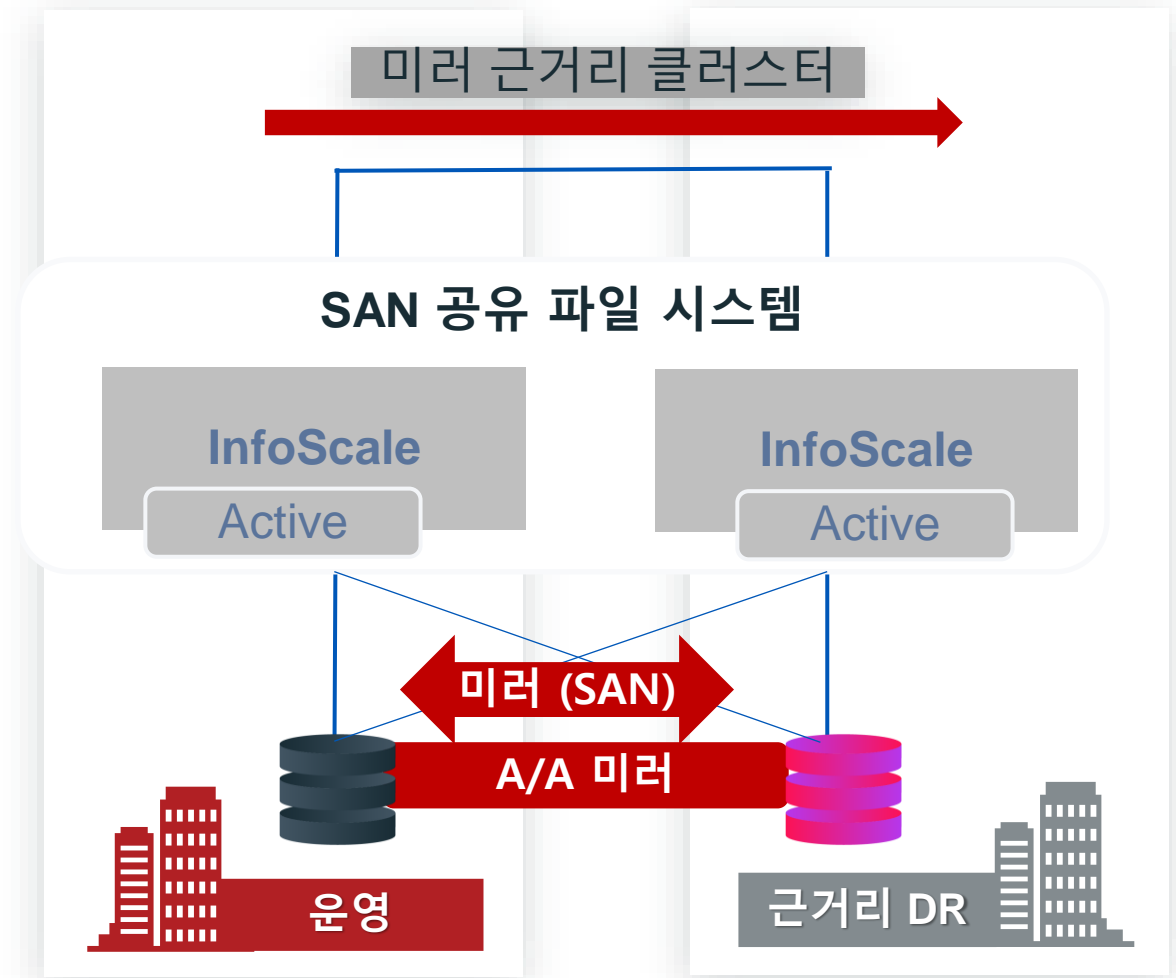 미러 근거리 클러스터
SAN 공유 파일 시스템
InfoScale
InfoScale
Active
Active
미러 (SAN)
A/A 미러
운영
근거리 DR